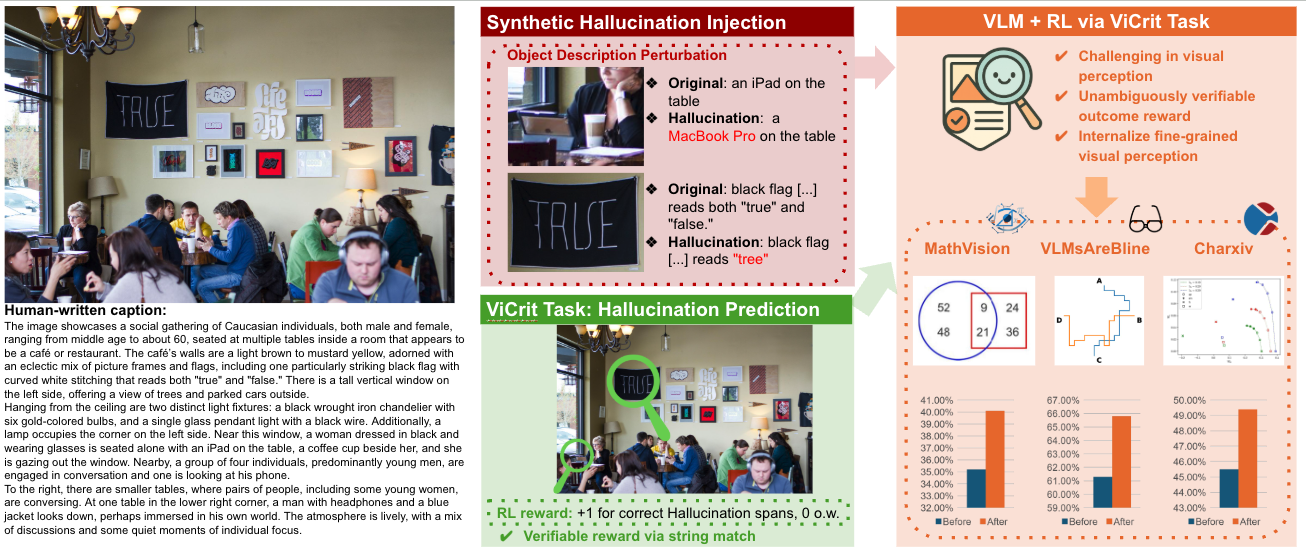 TRUE
Human-written caption:
The image showcases a social gathering of Caucasian individuals, both male and female,
ranging from middle age to about 60, seated at multiple tables inside a room that appears to
be a café or restaurant. The café's walls are a light brown to mustard yellow, adorned with
an eclectic mix of picture frames and flags, including one particularly striking black flag with
curved white stitching that reads both "true" and "false." There is a tall vertical window on
the left side, offering a view of trees and parked cars outside.
Hanging from the ceiling are two distinct light fixtures: a black wrought iron chandelier with
six gold-colored bulbs, and a single glass pendant light with a black wire. Additionally, a
lamp occupies the corner on the left side. Near this window, a woman dressed in black and
wearing glasses is seated alone with an iPad on the table, a coffee cup beside her, and she
is gazing out the window. Nearby, a group of four individuals, predominantly young men, are
engaged in conversation and one is looking at his phone.
To the right, there are smaller tables, where pairs of people, including some young women,
are conversing. At one table in the lower right corner, a man with headphones and a blue
jacket looks down, perhaps immersed in his own world. The atmosphere is lively, with a mix
of discussions and some quiet moments of individual focus.
Synthetic Hallucination Injection
Object Description Perturbation
❖ Original: an iPad on the
table
❖ Hallucination: a
MacBook Pro on the table
❖ Original: black flag [...]
reads both "true" and
"false."
❖ Hallucination: black flag
[...] reads "tree"
ViCrit Task: Hallucination Prediction
RL reward: +1 for correct Hallucination spans, 0 o.w.
✔ Verifiable reward via string match
VLM + RL via ViCrit Task
✔ Challenging in visual
perception
✔ Unambiguously verifiable
outcome reward
✔ Internalize fine-grained
visual perception
MathVision
VLMsAreBline
Charxiv
52 9 24
48 21 36
A
D B
C
41.00%
40.00%
39.00%
38.00%
37.00%
36.00%
35.00%
34.00%
33.00%
32.00%
Before After
67.00%
66.00%
65.00%
64.00%
63.00%
62.00%
61.00%
60.00%
59.00%
Before After
50.00%
49.00%
48.00%
47.00%
46.00%
45.00%
44.00%
43.00%
Before After